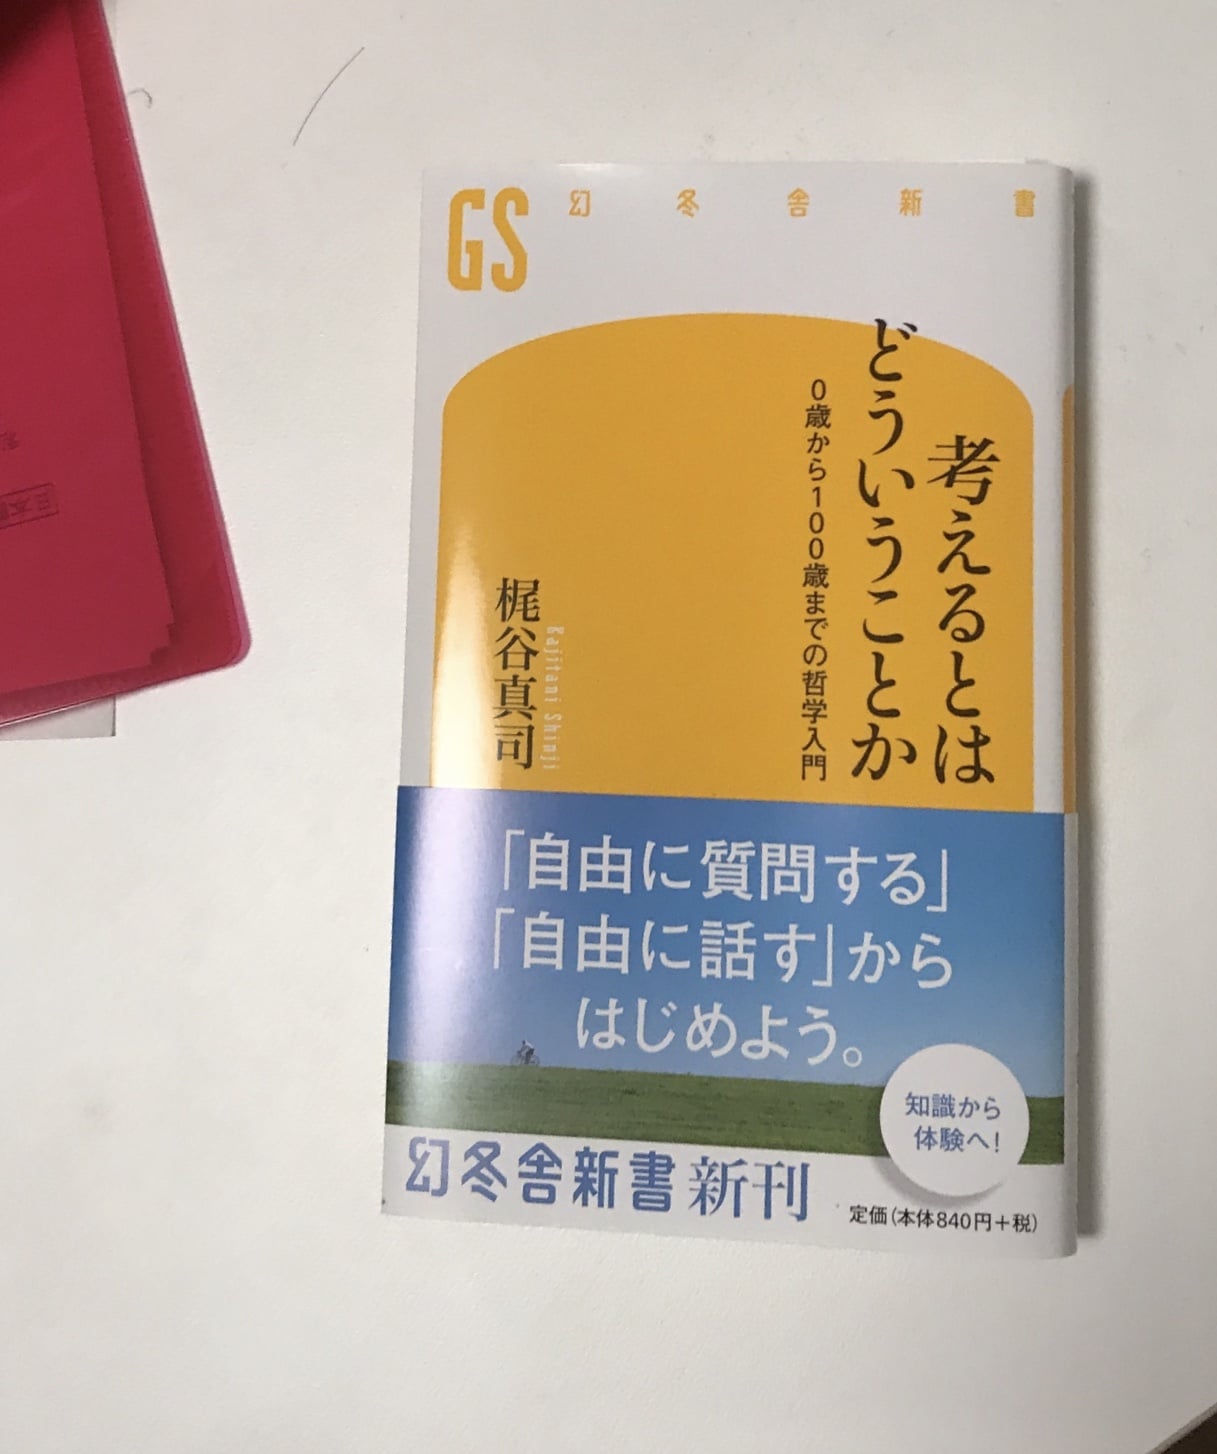 GS 幻冬舎新書
考えるとは
どういうことか
0歳から100歳までの哲学入門
梶谷真司
Kajitani Shinji
「自由に質問する」
「自由に話す」から
はじめよう。
知識から
体験へ!
幻冬舎新書 新刊
定価(本体840円+税)